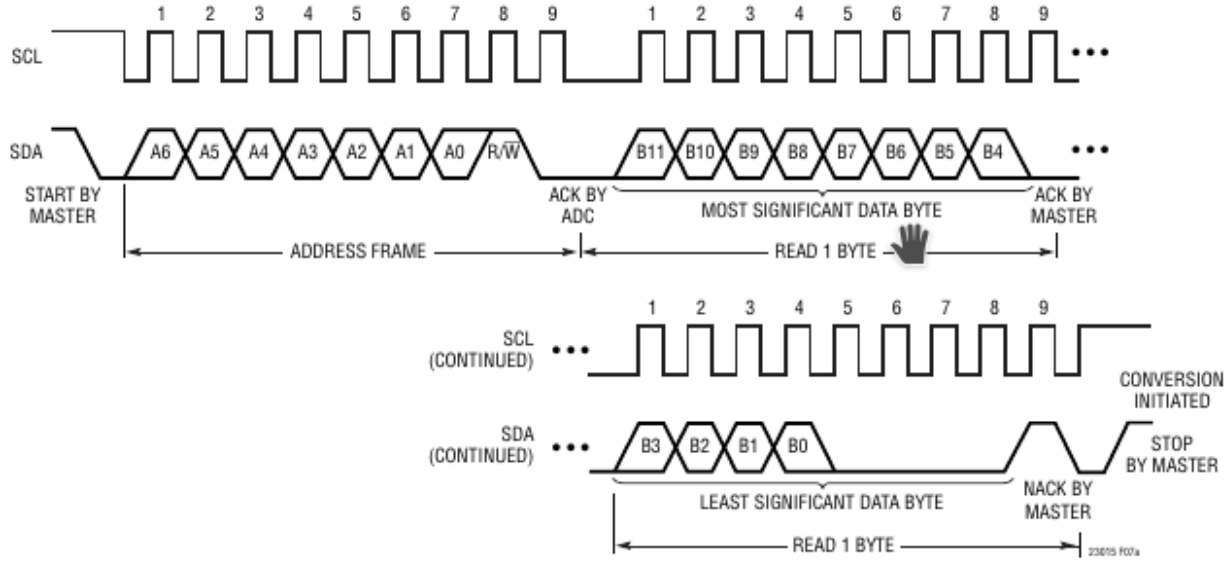 1 2 3 4 5 6 7 8 9 1 2 3 4 5 6 7 8 9
SCL •••
SDA A6 A5 A4 A3 A2 A1 A0 R/W̅ B11 B10 B9 B8 B7 B6 B5 B4 •••
START BY
MASTER
ACK BY
ADC
MOST SIGNIFICANT DATA BYTE
ACK BY
MASTER
ADDRESS FRAME
READ 1 BYTE
1 2 3 4 5 6 7 8 9
SCL
(CONTINUED) •••
CONVERSION
INITIATED
SDA
(CONTINUED) ••• B3 B2 B1 B0
STOP
BY MASTER
LEAST SIGNIFICANT DATA BYTE
NACK BY
MASTER
READ 1 BYTE
23015 F07a